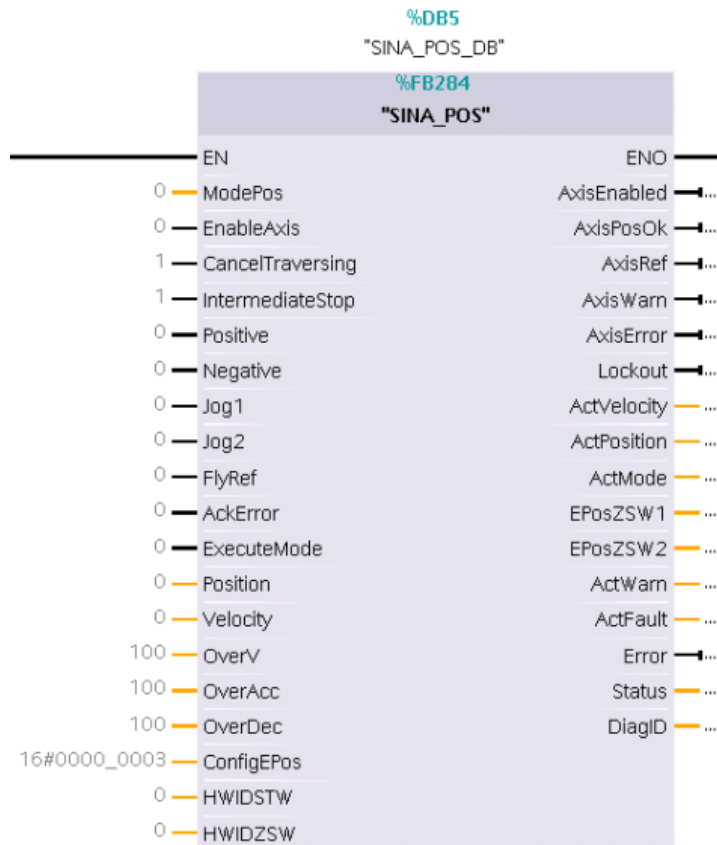 %DB5
"SINA_POS_DB"
%FB284
"SINA_POS"
EN ENO
0 ModePos AxisEnabled ...
0 EnableAxis AxisPosOk ...
1 CancelTraversing AxisRef ...
1 IntermediateStop AxisWarn ...
0 Positive AxisError ...
0 Negative Lockout ...
0 Jog1 ActVelocity ...
0 Jog2 ActPosition ...
0 FlyRef ActMode ...
0 AckError EPosZSW1 ...
0 ExecuteMode EPosZSW2 ...
0 Position ActWarn ...
0 Velocity ActFault ...
100 OverV Error ...
100 OverAcc Status ...
100 OverDec DiagID ...
16#0000_0003 ConfigEPos
0 HWIDSTW
0 HWIDZSW